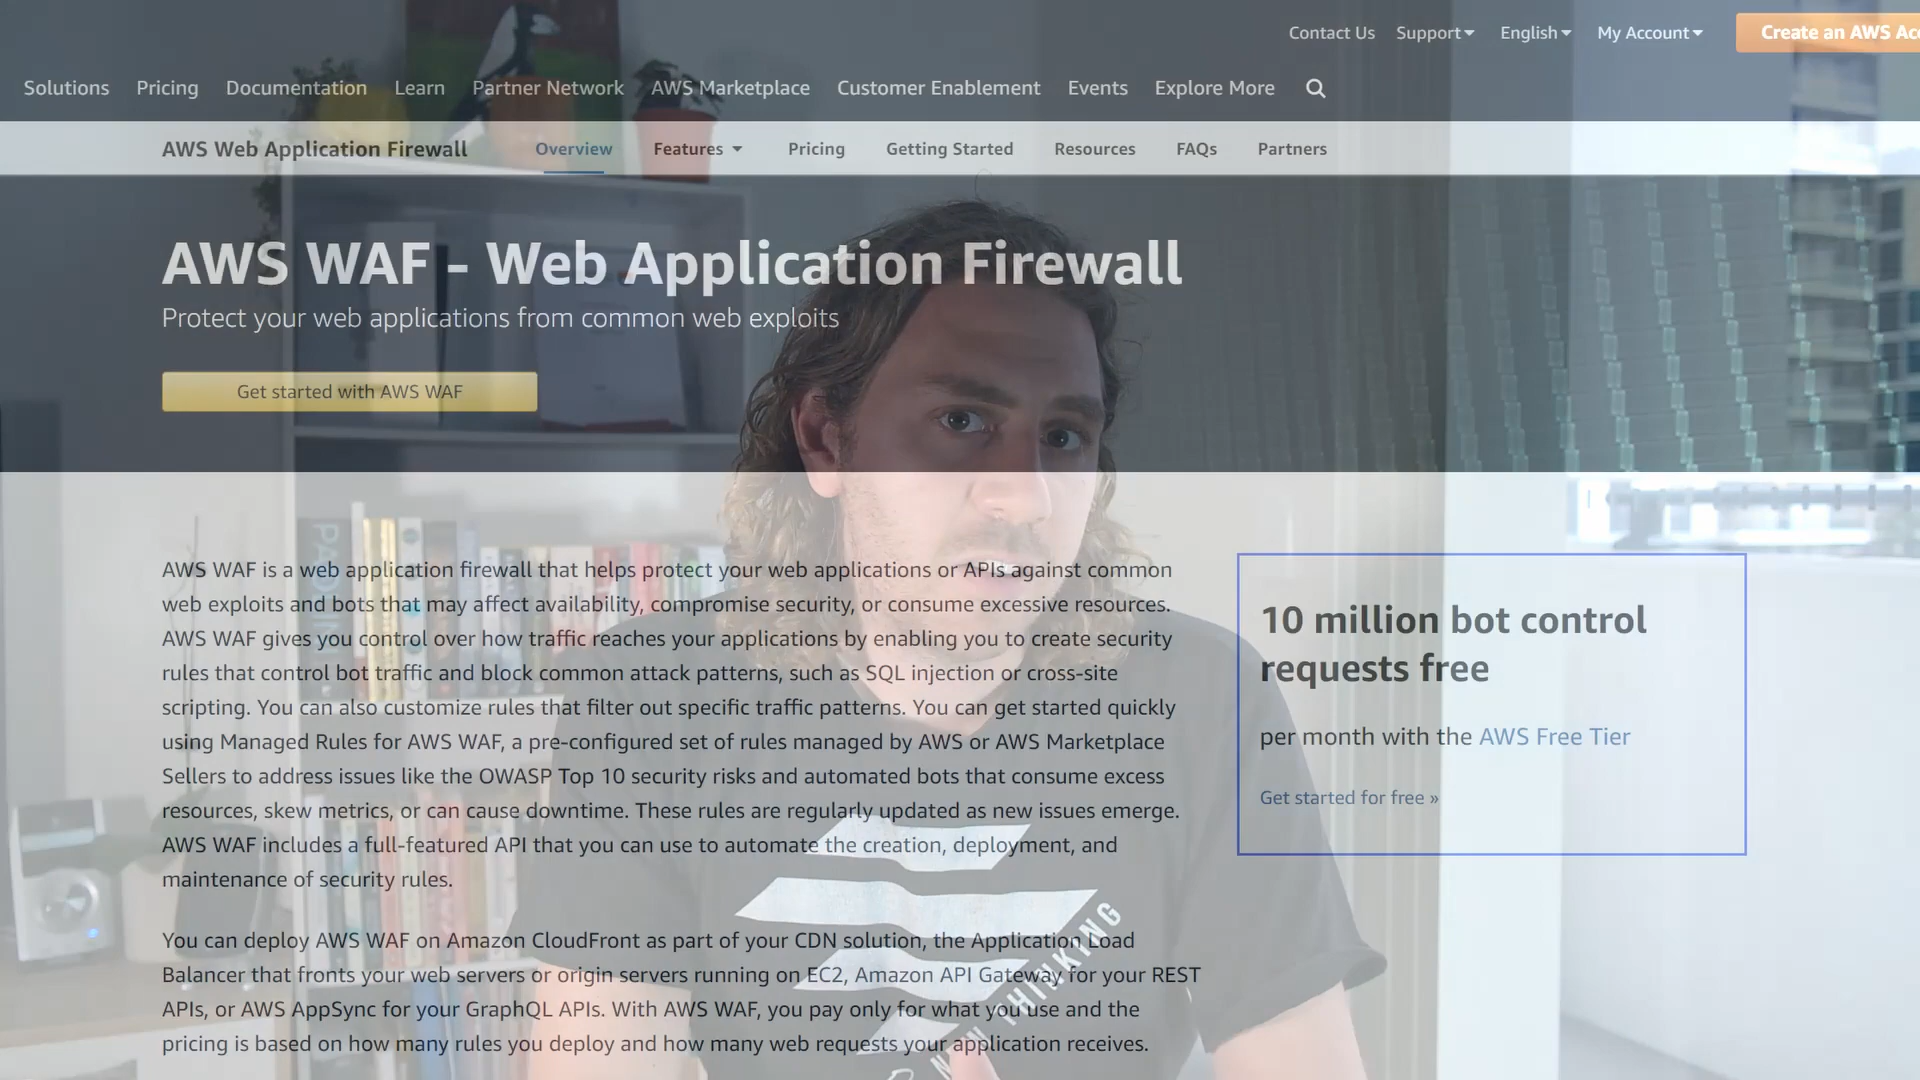 Contact Us Support English My Account Create an AWS Acc
Solutions Pricing Documentation Learn Partner Network AWS Marketplace Customer Enablement Events Explore More
AWS Web Application Firewall Overview Features Pricing Getting Started Resources FAQs Partners
AWS WAF - Web Application Firewall
Protect your web applications from common web exploits
Get started with AWS WAF
AWS WAF is a web application firewall that helps protect your web applications or APIs against common
web exploits and bots that may affect availability, compromise security, or consume excessive resources.
AWS WAF gives you control over how traffic reaches your applications by enabling you to create security
rules that control bot traffic and block common attack patterns, such as SQL injection or cross-site
scripting. You can also customize rules that filter out specific traffic patterns. You can get started quickly
using Managed Rules for AWS WAF, a pre-configured set of rules managed by AWS or AWS Marketplace
Sellers to address issues like the OWASP Top 10 security risks and automated bots that consume excess
resources, skew metrics, or can cause downtime. These rules are regularly updated as new issues emerge.
AWS WAF includes a full-featured API that you can use to automate the creation, deployment, and
maintenance of security rules.
You can deploy AWS WAF on Amazon CloudFront as part of your CDN solution, the Application Load
Balancer that fronts your web servers or origin servers running on EC2, Amazon API Gateway for your REST
APIs, or AWS AppSync for your GraphQL APIs. With AWS WAF, you pay only for what you use and the
pricing is based on how many rules you deploy and how many web requests your application receives.
10 million bot control
requests free
per month with the AWS Free Tier
Get started for free »
THINKING